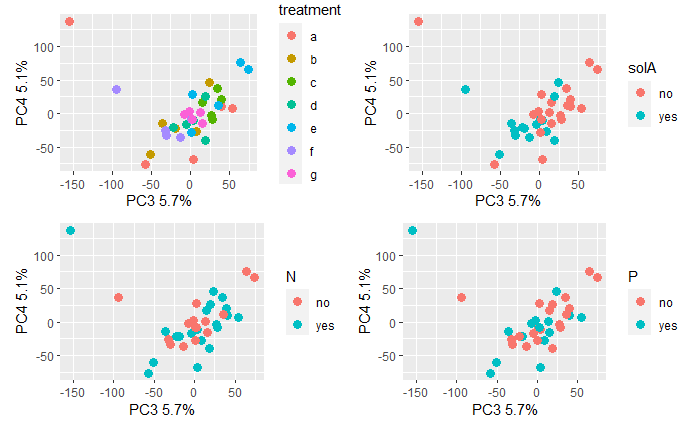 treatment
PC4 5.1%
100
50
0
-50
-150
-100
-50
0
50
PC3 5.7%
a
b
c
d
e
f
g
PC4 5.1%
100
50
0
-50
-150
-100
-50
0
50
PC3 5.7%
solA
no
yes
PC4 5.1%
100
50
0
-50
-150
-100
-50
0
50
PC3 5.7%
N
no
yes
PC4 5.1%
100
50
0
-50
-150
-100
-50
0
50
PC3 5.7%
P
no
yes